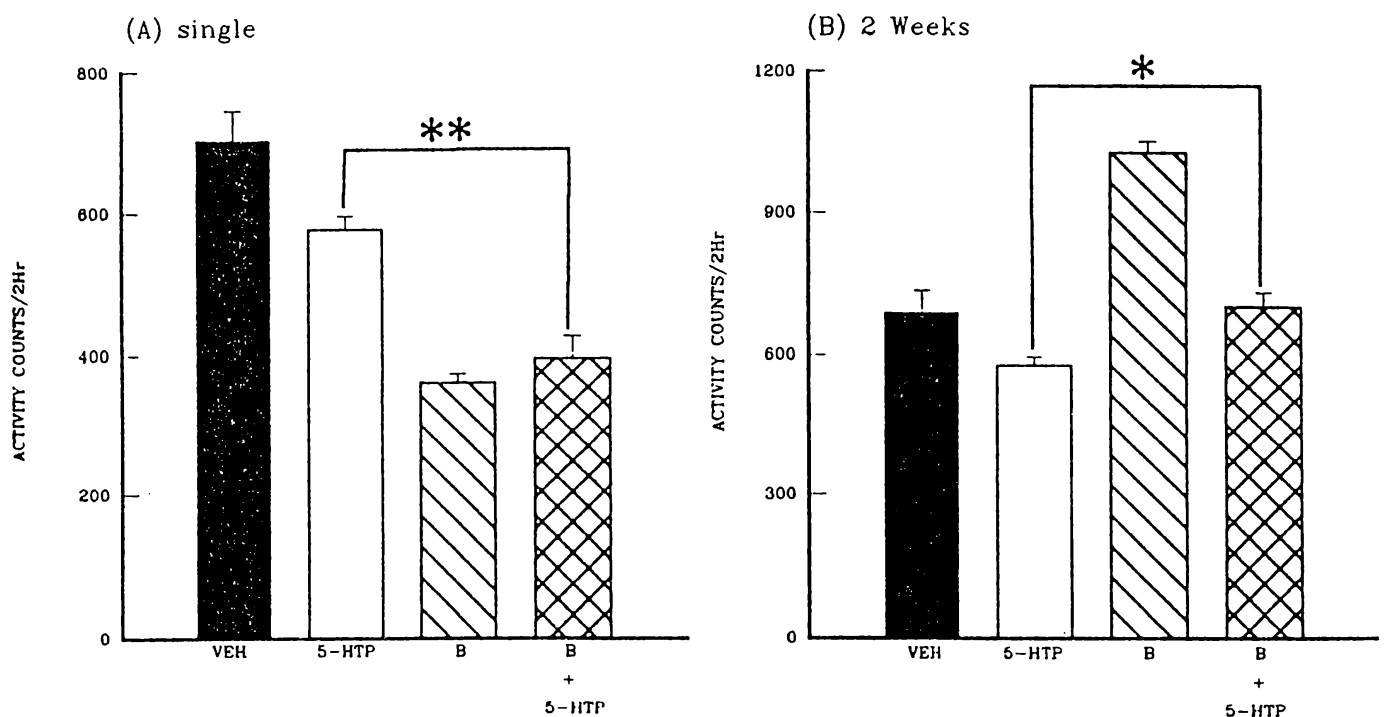 (A) single
800
600
400
200
0
ACTIVITY COUNTS/2Hr
**
VEH 5-HTP B B
+
5-HTP
(B) 2 Weeks
1200
900
600
300
0
ACTIVITY COUNTS/2Hr
*
VEH 5-HTP B B
+
5-HTP